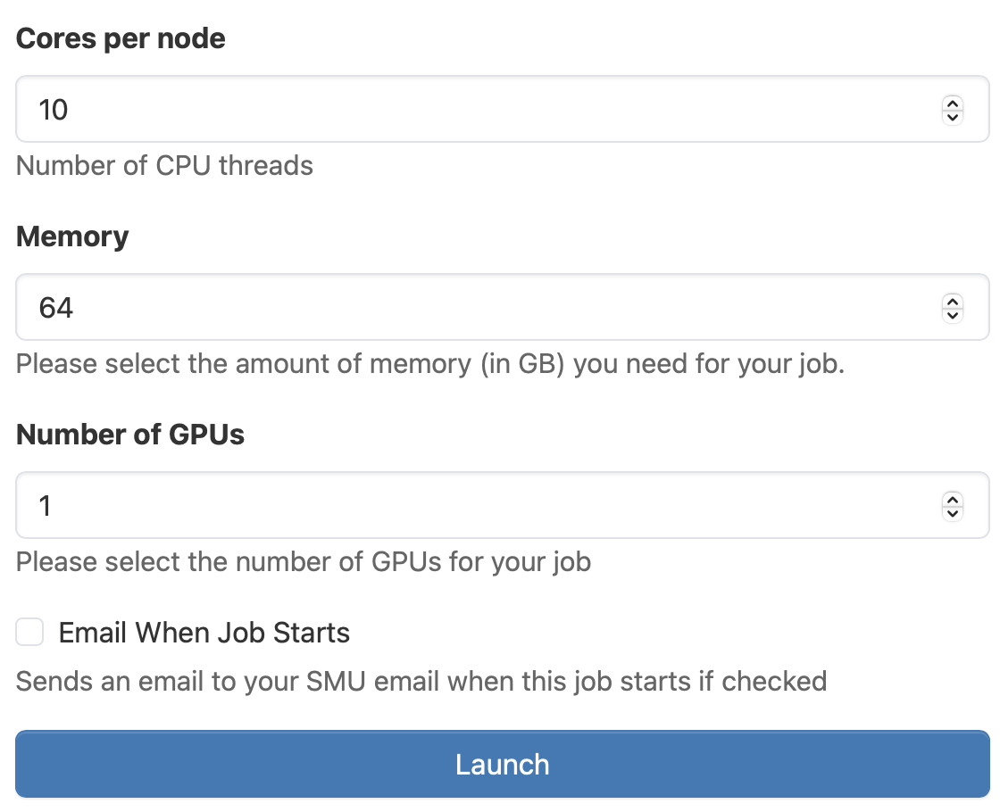 Cores per node
10
Number of CPU threads
Memory
64
Please select the amount of memory (in GB) you need for your job.
Number of GPUs
1
Please select the number of GPUs for your job
Email When Job Starts
Sends an email to your SMU email when this job starts if checked
Launch